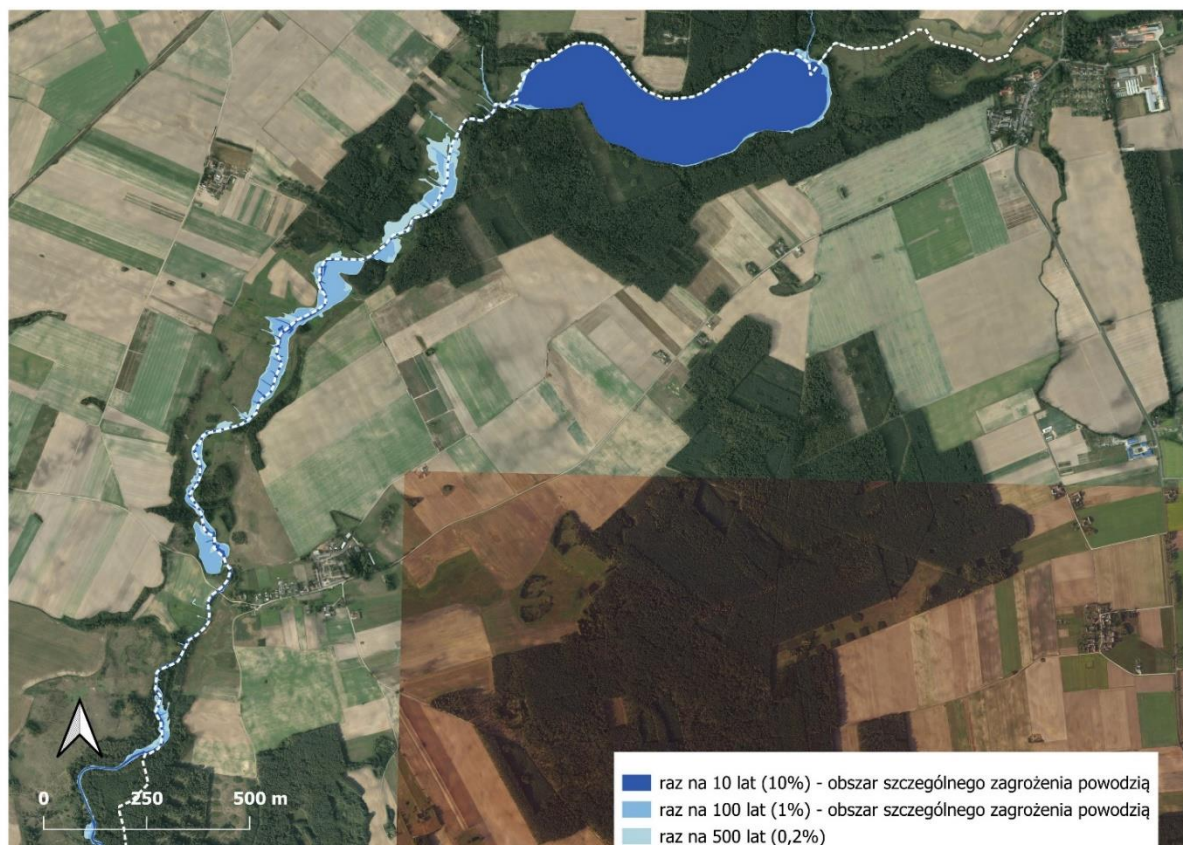 0 250 500 m
raz na 10 lat (10%) - obszar szczególnego zagrożenia powodzią
raz na 100 lat (1%) - obszar szczególnego zagrożenia powodzią
raz na 500 lat (0,2%)